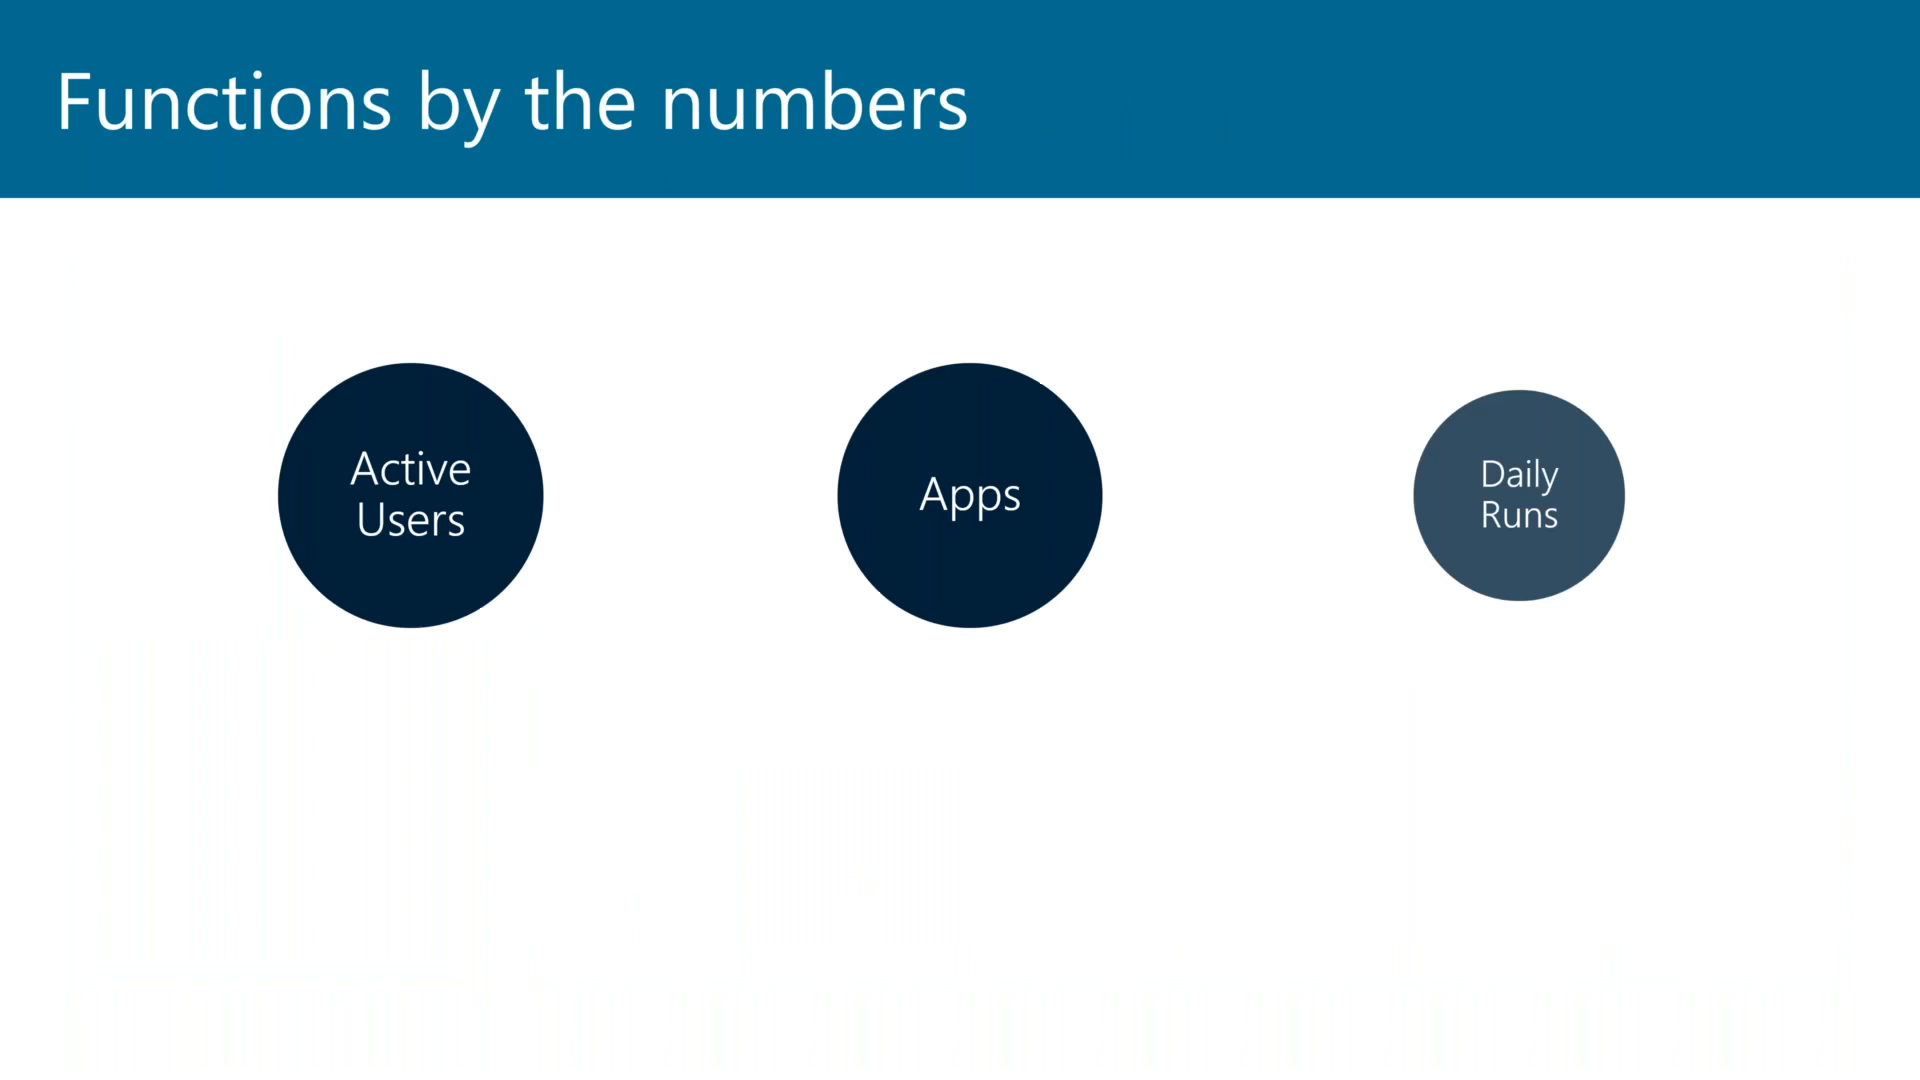 Functions by the numbers
Active
Users
Apps
Daily
Runs